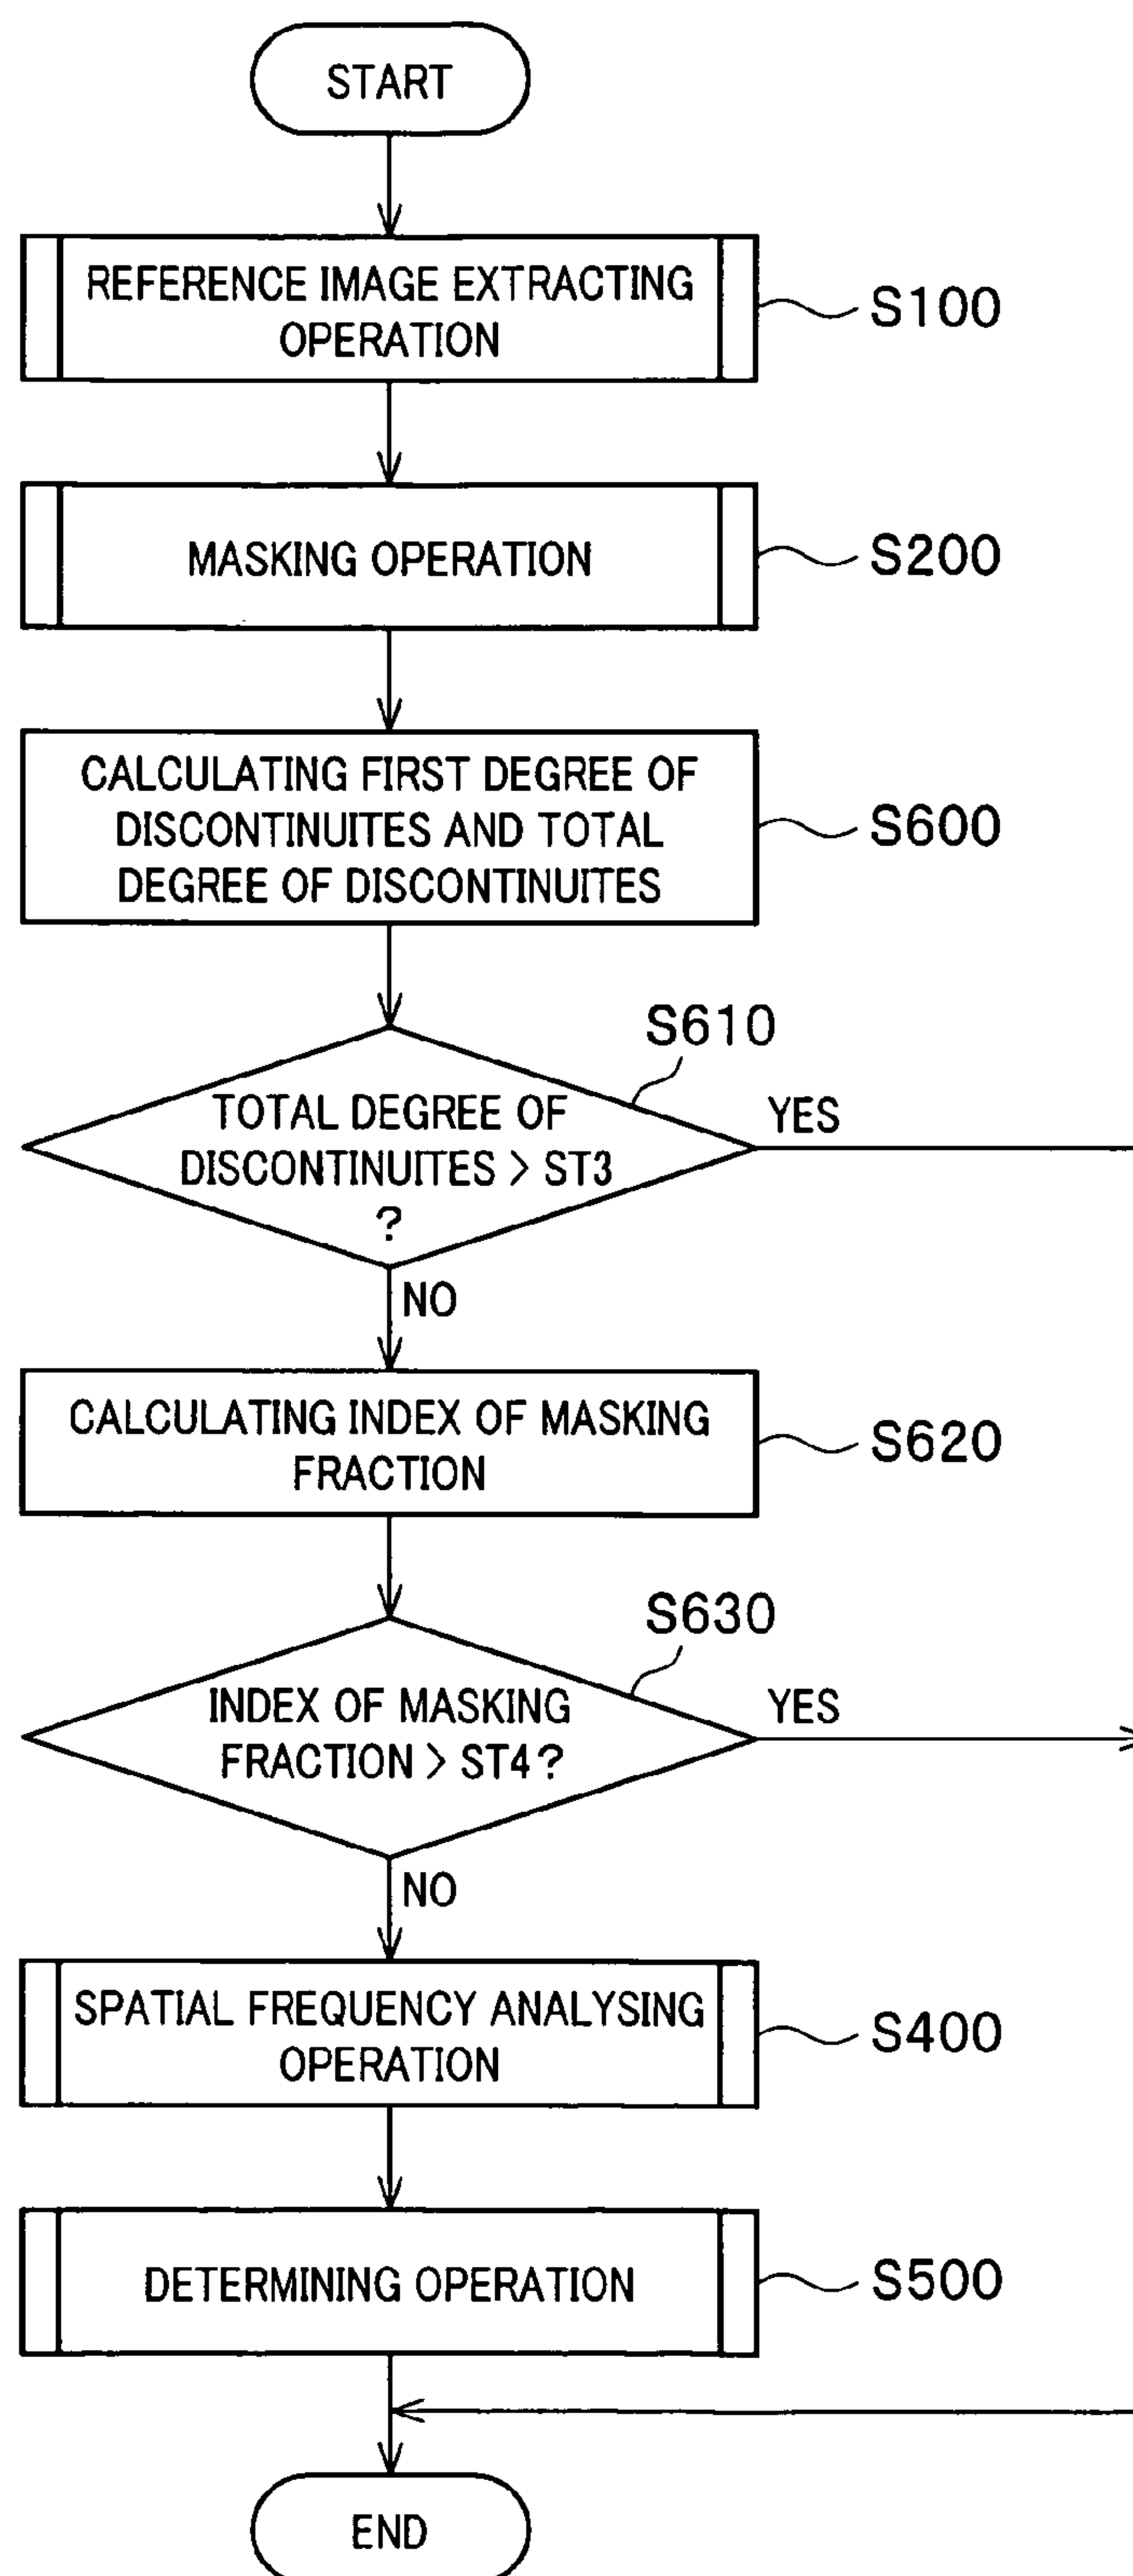 START
REFERENCE IMAGE EXTRACTING
OPERATION
S100
MASKING OPERATION
S200
CALCULATING FIRST DEGREE OF
DISCONTINUITES AND TOTAL
DEGREE OF DISCONTINUITES
S600
S610
TOTAL DEGREE OF
DISCONTINUITES > ST3
?
YES
NO
CALCULATING INDEX OF MASKING
FRACTION
S620
S630
INDEX OF MASKING
FRACTION > ST4?
YES
NO
SPATIAL FREQUENCY ANALYSING
OPERATION
S400
DETERMINING OPERATION
S500
END